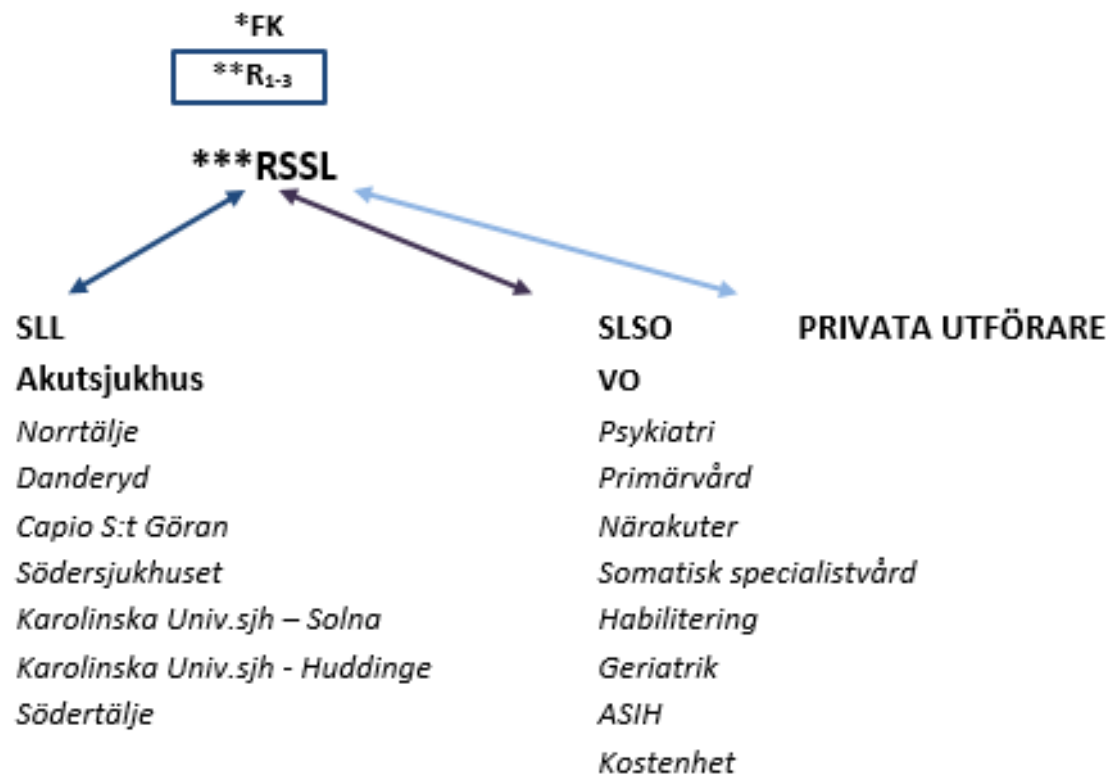 *FK
**R1-3
***RSSL
SLL
Akutsjukhus
Norrtälje
Danderyd
Capio S:t Göran
Södersjukhuset
Karolinska Univ.sjh – Solna
Karolinska Univ.sjh - Huddinge
Södertälje
SLSO
VO
Psykiatri
Primärvård
Närakuter
Somatisk specialistvård
Habilitering
Geriatrik
ASIH
Kostenhet
PRIVATA UTFÖRARE